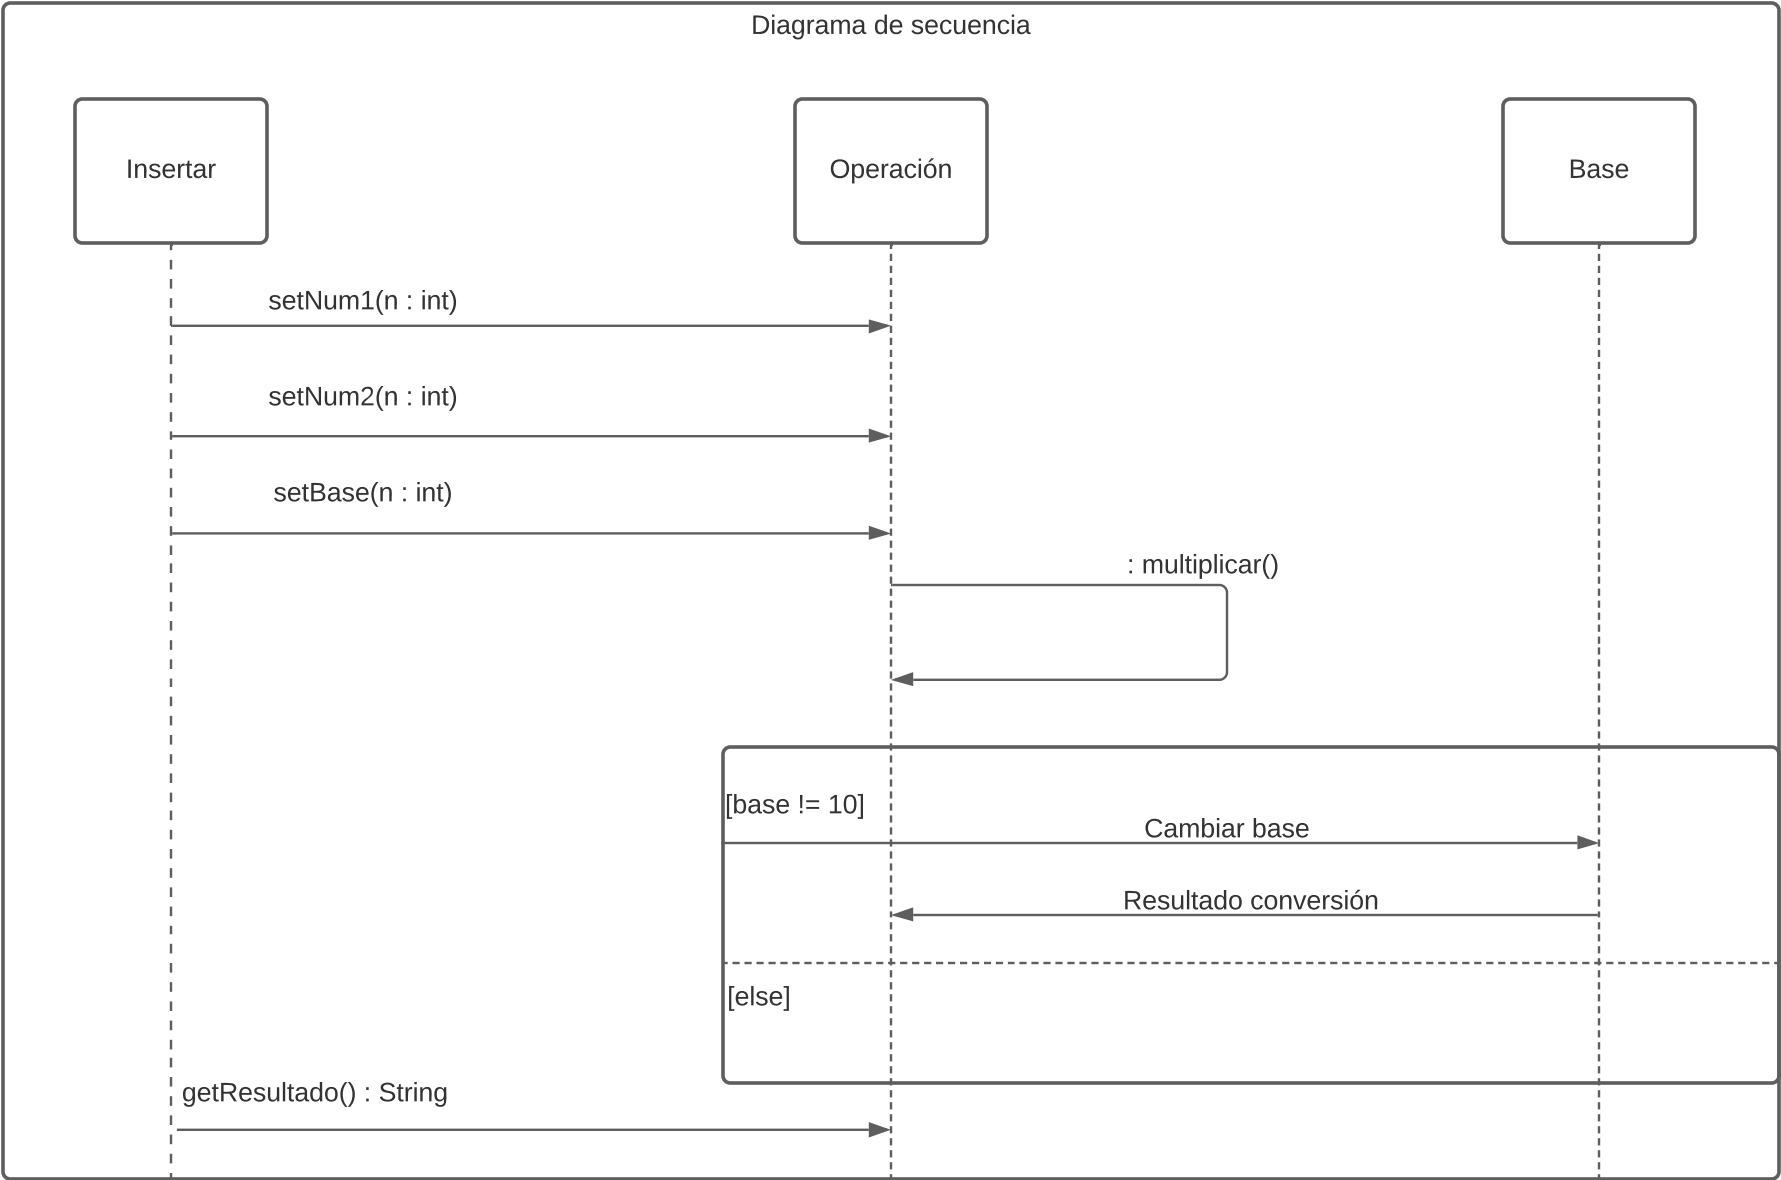 Diagrama de secuencia
Insertar
Operación
Base
setNum1(n : int)
setNum2(n : int)
setBase(n : int)
: multiplicar()
[base != 10]
Cambiar base
Resultado conversión
[else]
getResultado() : String